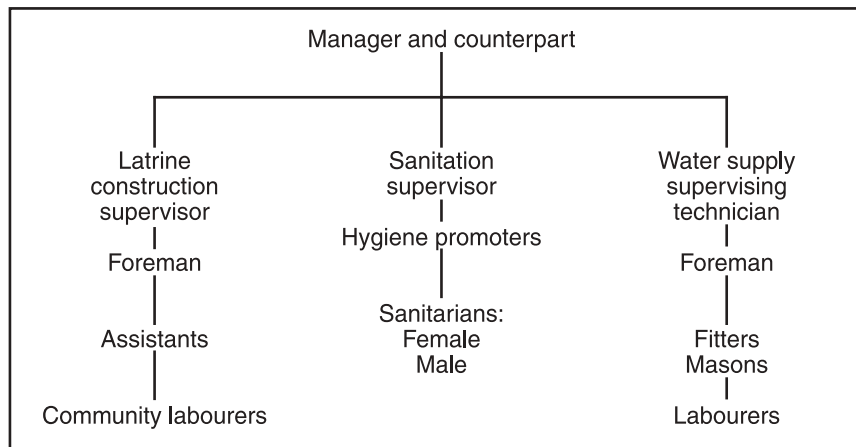 Manager and counterpart
Latrine
construction
supervisor
Foreman
Assistants
Community labourers
Sanitation
supervisor
Hygiene promoters
Sanitarians:
Female
Male
Water supply
supervising
technician
Foreman
Fitters
Masons
Labourers